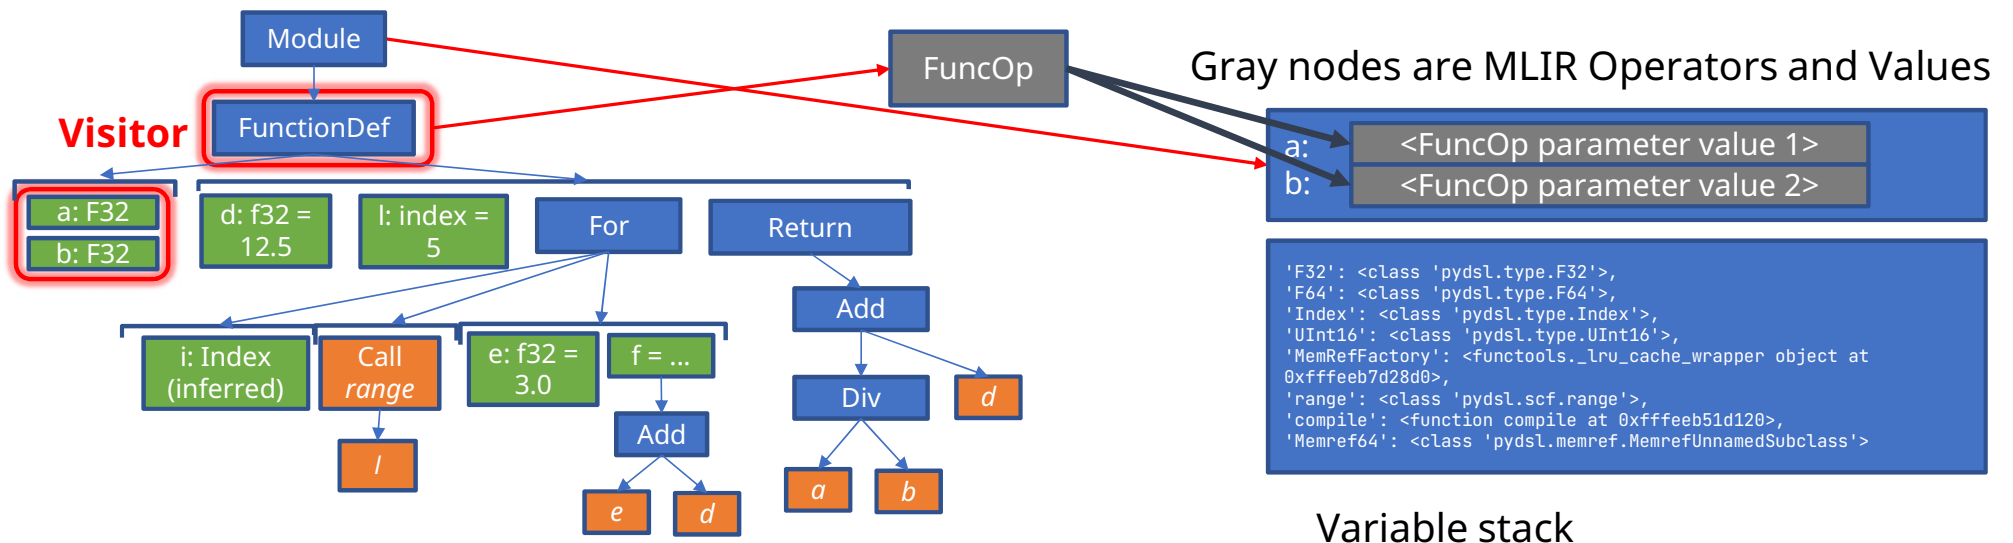 Module
FuncOp
Gray nodes are MLIR Operators and Values
Visitor
FunctionDef
a:
<FuncOp parameter value 1>
b:
<FuncOp parameter value 2>
a: F32
b: F32
d: f32 =
12.5
l: index =
5
For
Return
'F32': <class 'pydsl.type.F32'>,
'F64': <class 'pydsl.type.F64'>,
'Index': <class 'pydsl.type.Index'>,
'UInt16': <class 'pydsl.type.UInt16'>,
'MemRefFactory': <functools._lru_cache_wrapper object at
0xfffeeb7d28d0>,
'range': <class 'pydsl.scf.range'>,
'compile': <function compile at 0xfffeeb51d120>,
'Memref64': <class 'pydsl.memref.MemrefUnnamedSubclass'>
Add
i: Index
(inferred)
Call
range
e: f32 =
3.0
f = ...
Div
d
Add
l
a
b
e
d
Variable stack